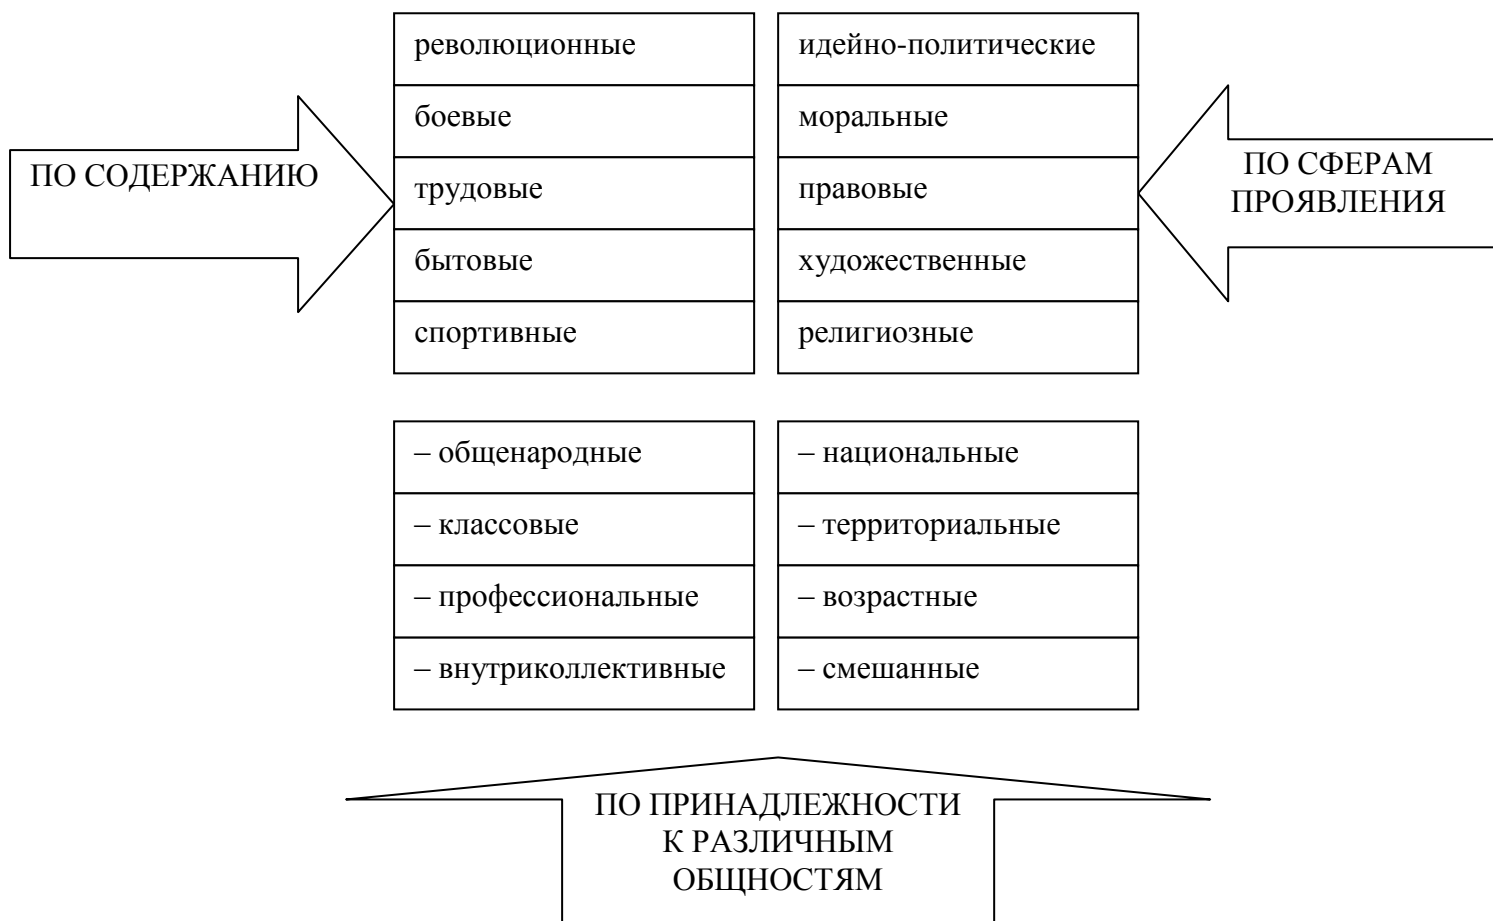 ПО СОДЕРЖАНИЮ
революционные
боевые
трудовые
бытовые
спортивные
идейно-политические
моральные
правовые
художественные
религиозные
ПО СФЕРАМ
ПРОЯВЛЕНИЯ
– общенародные
– классовые
– профессиональные
– внутриколлективные
– национальные
– территориальные
– возрастные
– смешанные
ПО ПРИНАДЛЕЖНОСТИ
К РАЗЛИЧНЫМ
ОБЩНОСТЯМ